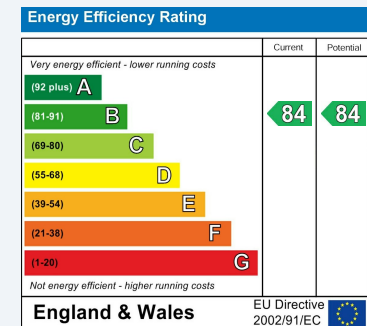 Energy Efficiency Rating
Current Potential
Very energy efficient - lower running costs
(92 plus) A
(81-91) B 84 84
(69-80) C
(55-68) D
(39-54) E
(21-38) F
(1-20) G
Not energy efficient - higher running costs
England & Wales
EU Directive
2002/91/EC